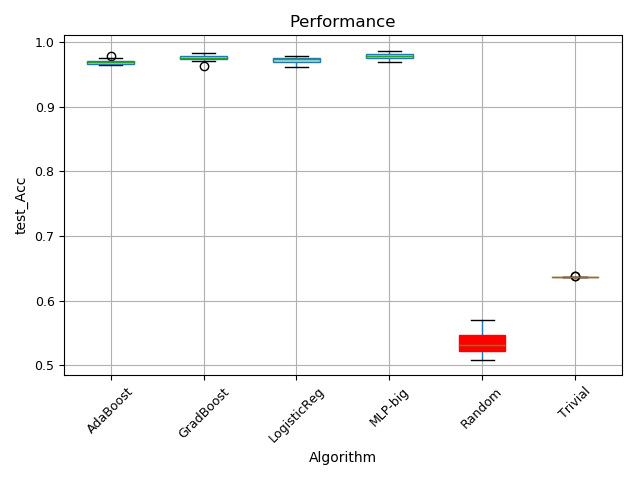 Performance
1.0
0.9
0.8
0.7
0.6
0.5
test_Acc
AdaBoost
GradBoost
LogisticReg
MLP-big
Random
Trivial
Algorithm